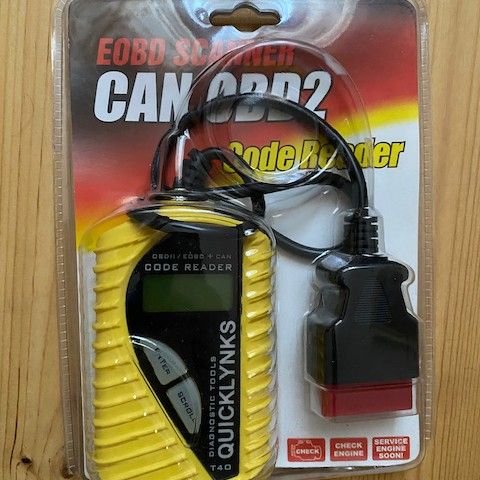 EOBD SCANNER
CAN OBD2
Code Reader
OBDII / EOBD + CAN
CODE READER
ENTER
SCROLL
DIAGNOSTIC TOOLS
QUICKLYNKS
T40
CHECK
CHECK ENGINE
SERVICE ENGINE SOON!